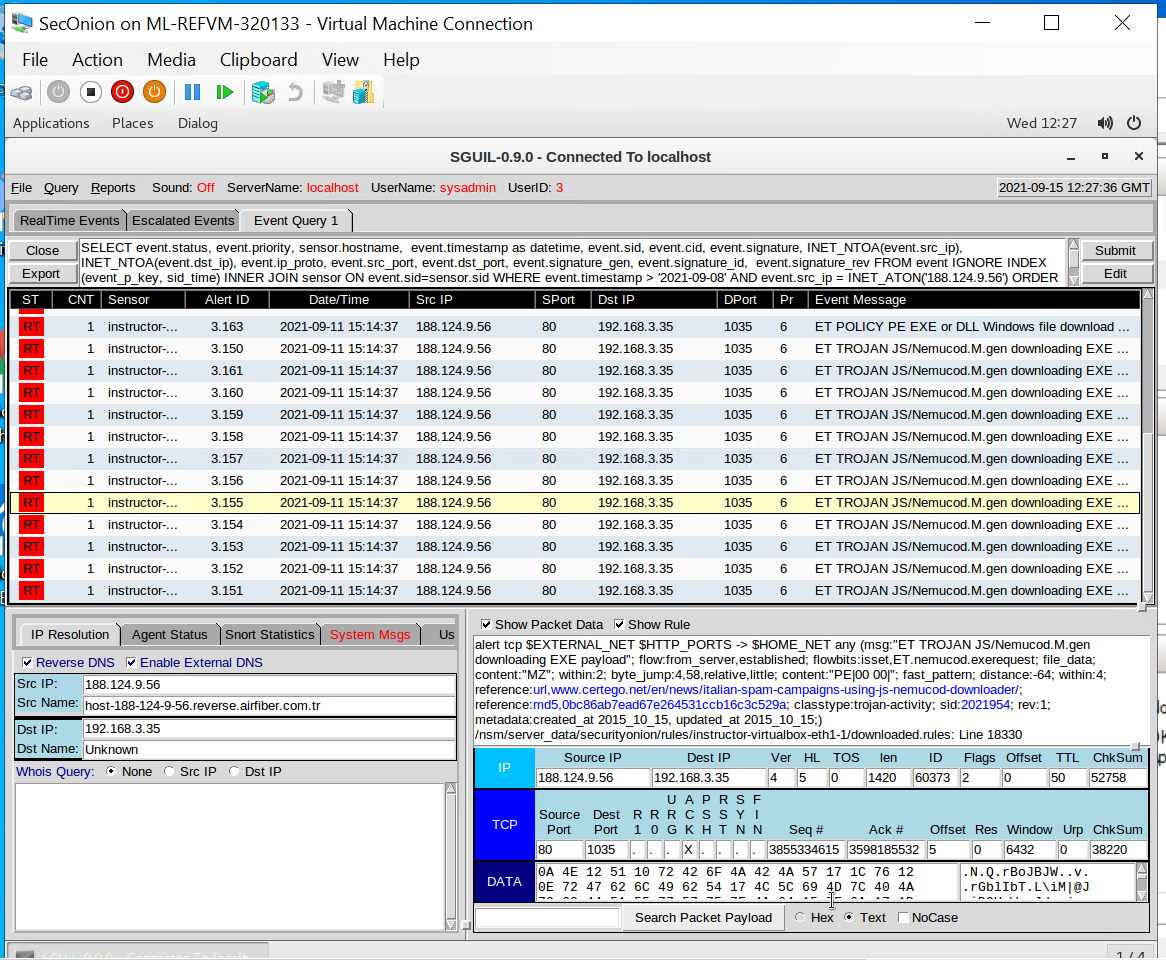 SecOnion on ML-REFVM-320133 - Virtual Machine Connection
File Action Media Clipboard View Help
Applications Places Dialog Wed 12:27
SGUIL-0.9.0 - Connected To localhost
File Query Reports Sound: Off ServerName: localhost UserName: sysadmin UserID: 3 2021-09-15 12:27:36 GMT
RealTime Events Escalated Events Event Query 1
Close Export
SELECT event.status, event.priority, sensor.hostname, event.timestamp as datetime, event.sid, event.cid, event.signature, INET_NTOA(event.src_ip),
INET_NTOA(event.dst_ip), event.ip_proto, event.src_port, event.dst_port, event.signature_gen, event.signature_id, event.signature_rev FROM event IGNORE INDEX
(event_p_key, sid_time) INNER JOIN sensor ON event.sid=sensor.sid WHERE event.timestamp > '2021-09-08' AND event.src_ip = INET_ATON('188.124.9.56') ORDER
Submit Edit
ST CNT Sensor Alert ID Date/Time Src IP SPort Dst IP DPort Pr Event Message
RT 1 instructor-... 3.163 2021-09-11 15:14:37 188.124.9.56 80 192.168.3.35 1035 6 ET POLICY PE EXE or DLL Windows file download ...
RT 1 instructor-... 3.150 2021-09-11 15:14:37 188.124.9.56 80 192.168.3.35 1035 6 ET TROJAN JS/Nemucod.M.gen downloading EXE ...
RT 1 instructor-... 3.161 2021-09-11 15:14:37 188.124.9.56 80 192.168.3.35 1035 6 ET TROJAN JS/Nemucod.M.gen downloading EXE ...
RT 1 instructor-... 3.160 2021-09-11 15:14:37 188.124.9.56 80 192.168.3.35 1035 6 ET TROJAN JS/Nemucod.M.gen downloading EXE ...
RT 1 instructor-... 3.159 2021-09-11 15:14:37 188.124.9.56 80 192.168.3.35 1035 6 ET TROJAN JS/Nemucod.M.gen downloading EXE ...
RT 1 instructor-... 3.158 2021-09-11 15:14:37 188.124.9.56 80 192.168.3.35 1035 6 ET TROJAN JS/Nemucod.M.gen downloading EXE ...
RT 1 instructor-... 3.157 2021-09-11 15:14:37 188.124.9.56 80 192.168.3.35 1035 6 ET TROJAN JS/Nemucod.M.gen downloading EXE ...
RT 1 instructor-... 3.156 2021-09-11 15:14:37 188.124.9.56 80 192.168.3.35 1035 6 ET TROJAN JS/Nemucod.M.gen downloading EXE ...
RT 1 instructor-... 3.155 2021-09-11 15:14:37 188.124.9.56 80 192.168.3.35 1035 6 ET TROJAN JS/Nemucod.M.gen downloading EXE ...
RT 1 instructor-... 3.154 2021-09-11 15:14:37 188.124.9.56 80 192.168.3.35 1035 6 ET TROJAN JS/Nemucod.M.gen downloading EXE ...
RT 1 instructor-... 3.153 2021-09-11 15:14:37 188.124.9.56 80 192.168.3.35 1035 6 ET TROJAN JS/Nemucod.M.gen downloading EXE ...
RT 1 instructor-... 3.152 2021-09-11 15:14:37 188.124.9.56 80 192.168.3.35 1035 6 ET TROJAN JS/Nemucod.M.gen downloading EXE ...
RT 1 instructor-... 3.151 2021-09-11 15:14:37 188.124.9.56 80 192.168.3.35 1035 6 ET TROJAN JS/Nemucod.M.gen downloading EXE ...
IP Resolution Agent Status Snort Statistics System Msgs Us
Reverse DNS Enable External DNS
Src IP: 188.124.9.56
Src Name: host-188-124-9-56.reverse.airfiber.com.tr
Dst IP: 192.168.3.35
Dst Name: Unknown
Whois Query: None Src IP Dst IP
Show Packet Data Show Rule
alert tcp $EXTERNAL_NET $HTTP_PORTS -> $HOME_NET any (msg:"ET TROJAN JS/Nemucod.M.gen
downloading EXE payload"; flow:from_server,established; flowbits:isset,ET.nemucod.exerequest; file_data;
content:"MZ"; within:2; byte_jump:4,58,relative,little; content:"PE|00 00|"; fast_pattern; distance:-64; within:4;
reference:url,www.certego.net/en/news/italian-spam-campaigns-using-js-nemucod-downloader/;
reference:md5,0bc86ab7ead67e264531ccb16c3c529a; classtype:trojan-activity; sid:2021954; rev:1;
metadata:created_at 2015_10_15, updated_at 2015_10_15;)
/nsm/server_data/securityonion/rules/instructor-virtualbox-eth1-1/downloaded.rules: Line 18330
IP
Source IP Dest IP Ver HL TOS len ID Flags Offset TTL ChkSum
188.124.9.56 192.168.3.35 4 5 0 1420 60373 2 0 50 52758
TCP
Source Port Dest Port R1 R0 URG ACK PSH RST SYN FIN Seq # Ack # Offset Res Window Urp ChkSum
80 1035 . . . X . . . . 3855334615 3598185532 5 0 6432 0 38220
DATA
0A 4E 12 51 10 72 42 6F 4A 42 4A 57 17 1C 76 12 .N.Q.rBoJBJW..v.
0E 72 47 62 6C 49 62 54 17 4C 5C 69 4D 7C 40 4A .rGblIbT.L\iM|@J
Search Packet Payload Hex Text NoCase